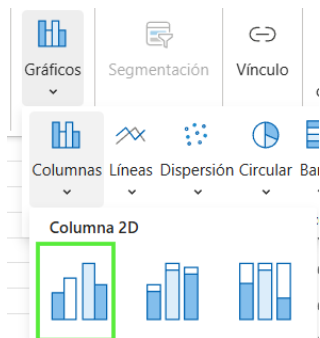 Gráficos Segmentación Vínculo
Columnas Líneas Dispersión Circular
Columna 2D